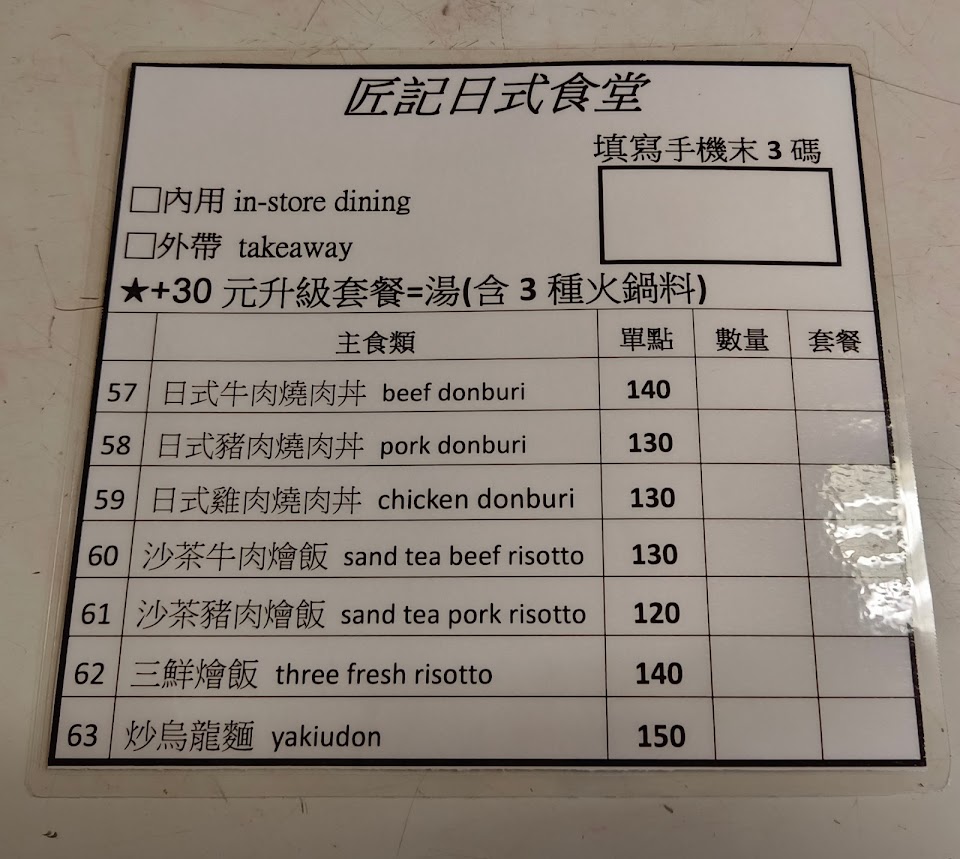 匠記日式食堂
填寫手機末 3 碼
□內用 in-store dining
□外帶 takeaway
★+30 元升級套餐=湯(含 3 種火鍋料)
主食類 單點 數量 套餐
57 日式牛肉燒肉丼 beef donburi 140
58 日式豬肉燒肉丼 pork donburi 130
59 日式雞肉燒肉丼 chicken donburi 130
60 沙茶牛肉燴飯 sand tea beef risotto 130
61 沙茶豬肉燴飯 sand tea pork risotto 120
62 三鮮燴飯 three fresh risotto 140
63 炒烏龍麵 yakiudon 150